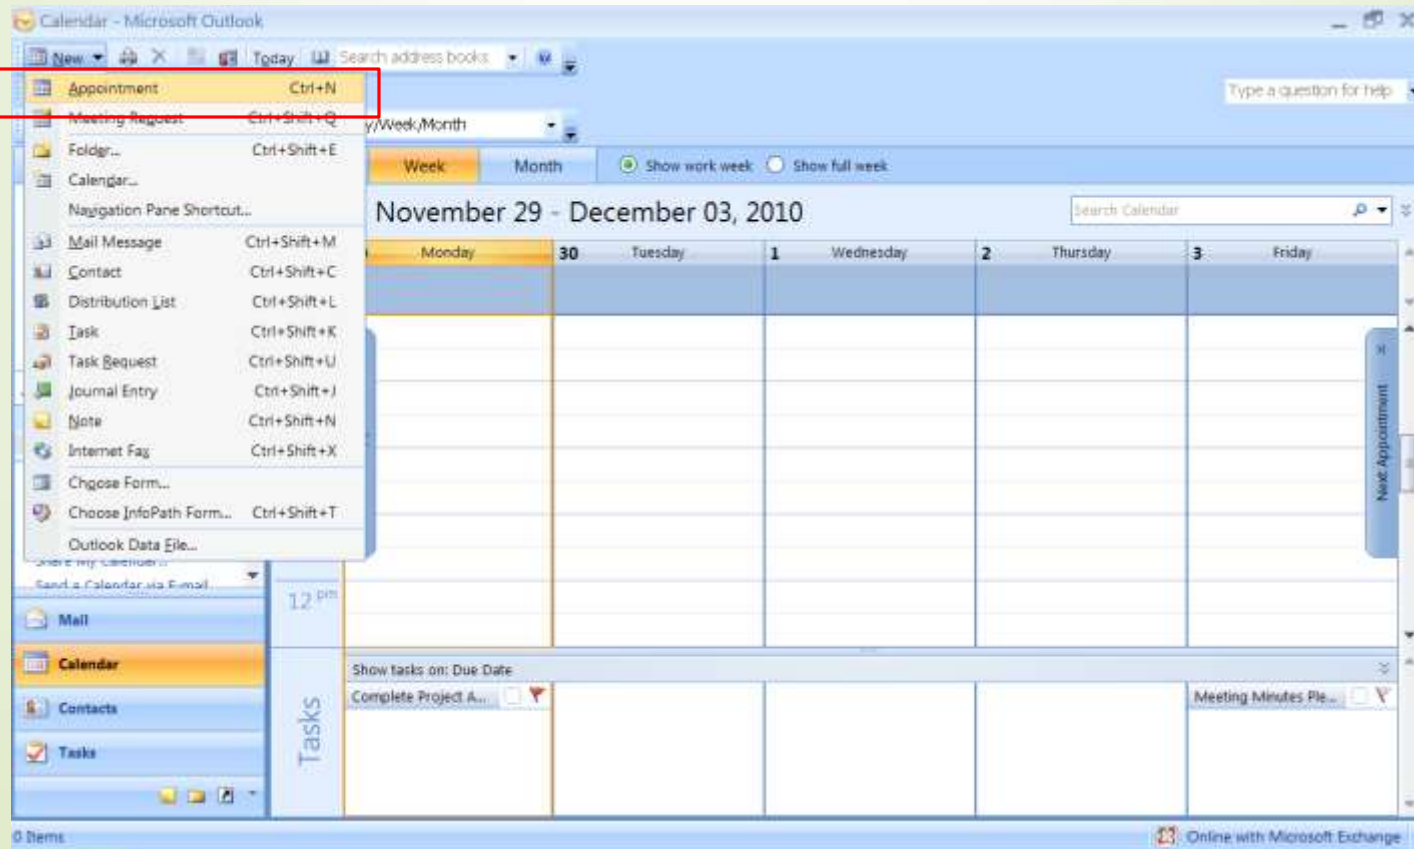 Calendar - Microsoft Outlook
New Today Search address books
Type a question for help
Appointment Ctrl+N
Meeting Request Ctrl+Shift+Q
Folder... Ctrl+Shift+E
Calendar...
Navigation Pane Shortcut...
Mail Message Ctrl+Shift+M
Contact Ctrl+Shift+C
Distribution List Ctrl+Shift+L
Task Ctrl+Shift+K
Task Request Ctrl+Shift+U
Journal Entry Ctrl+Shift+J
Note Ctrl+Shift+N
Internet Fax Ctrl+Shift+X
Choose Form...
Choose InfoPath Form... Ctrl+Shift+T
Outlook Data File...
y/Week/Month
Week Month Show work week Show full week
November 29 - December 03, 2010 Search Calendar
Monday 30 Tuesday 1 Wednesday 2 Thursday 3 Friday
Next Appointment
Share My Calendar...
Send a Calendar via E-mail
12 pm
Mail
Calendar
Contacts
Tasks
Tasks
Show tasks on: Due Date
Complete Project A... Meeting Minutes Ple...
0 Items Online with Microsoft Exchange